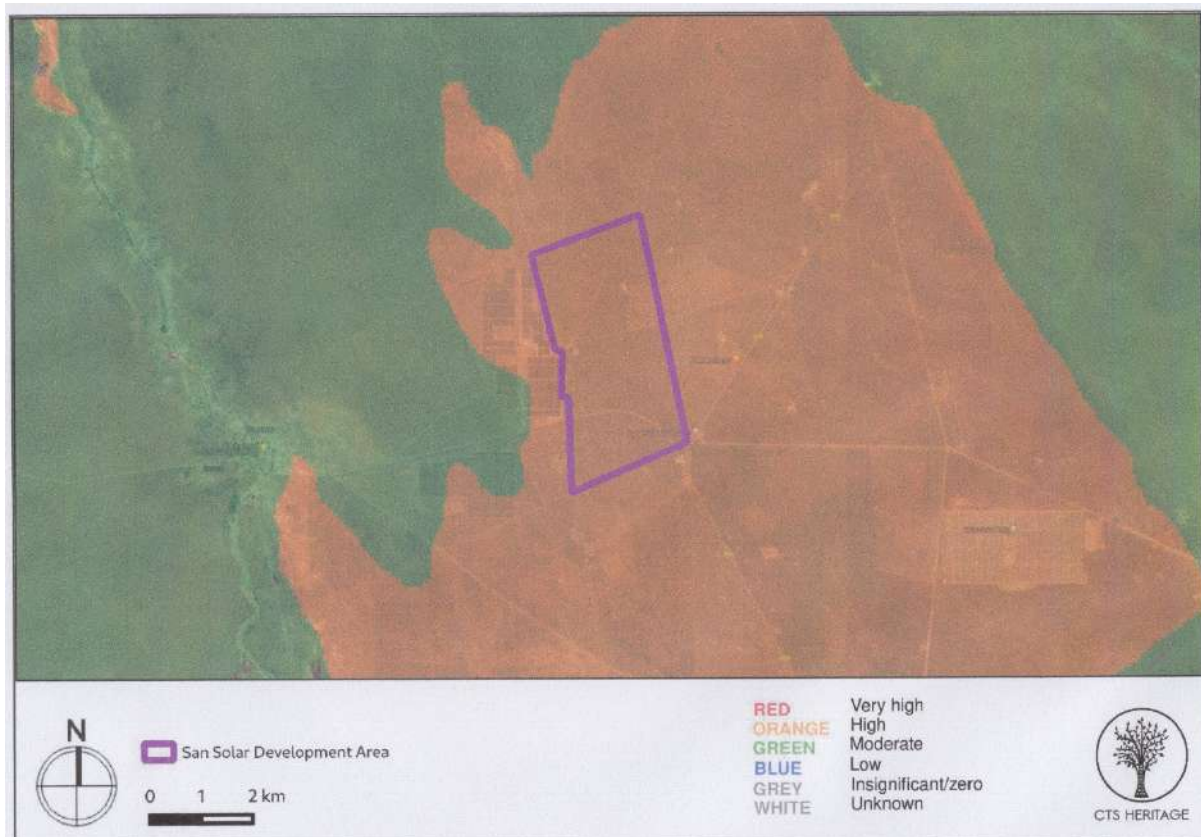 N
San Solar Development Area
0 1 2 km
RED Very high
ORANGE High
GREEN Moderate
BLUE Low
GREY Insignificant/zero
WHITE Unknown
CTS HERITAGE